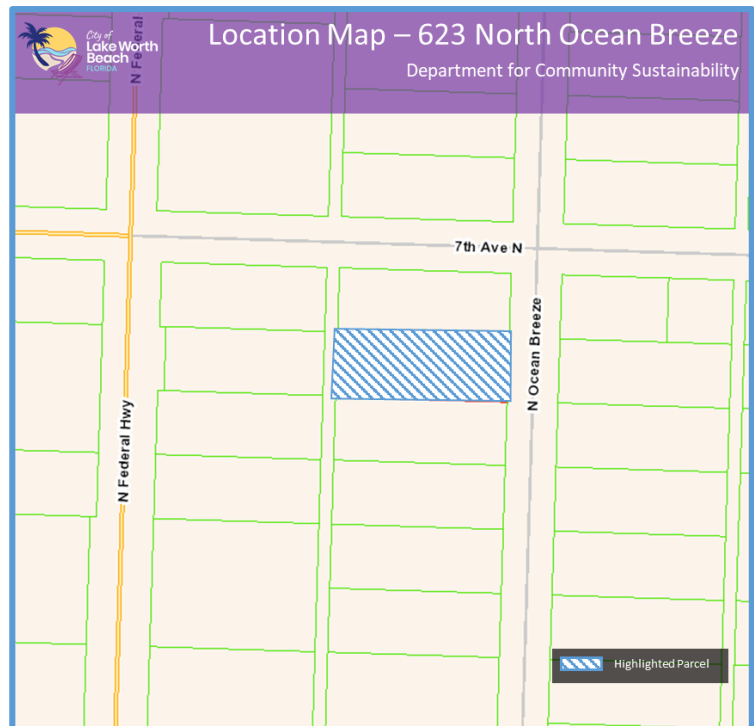 City of
Lake Worth
Beach
FLORIDA
Location Map – 623 North Ocean Breeze
Department for Community Sustainability
N Federal
7th Ave N
N Ocean Breeze
N Federal Hwy
Highlighted Parcel